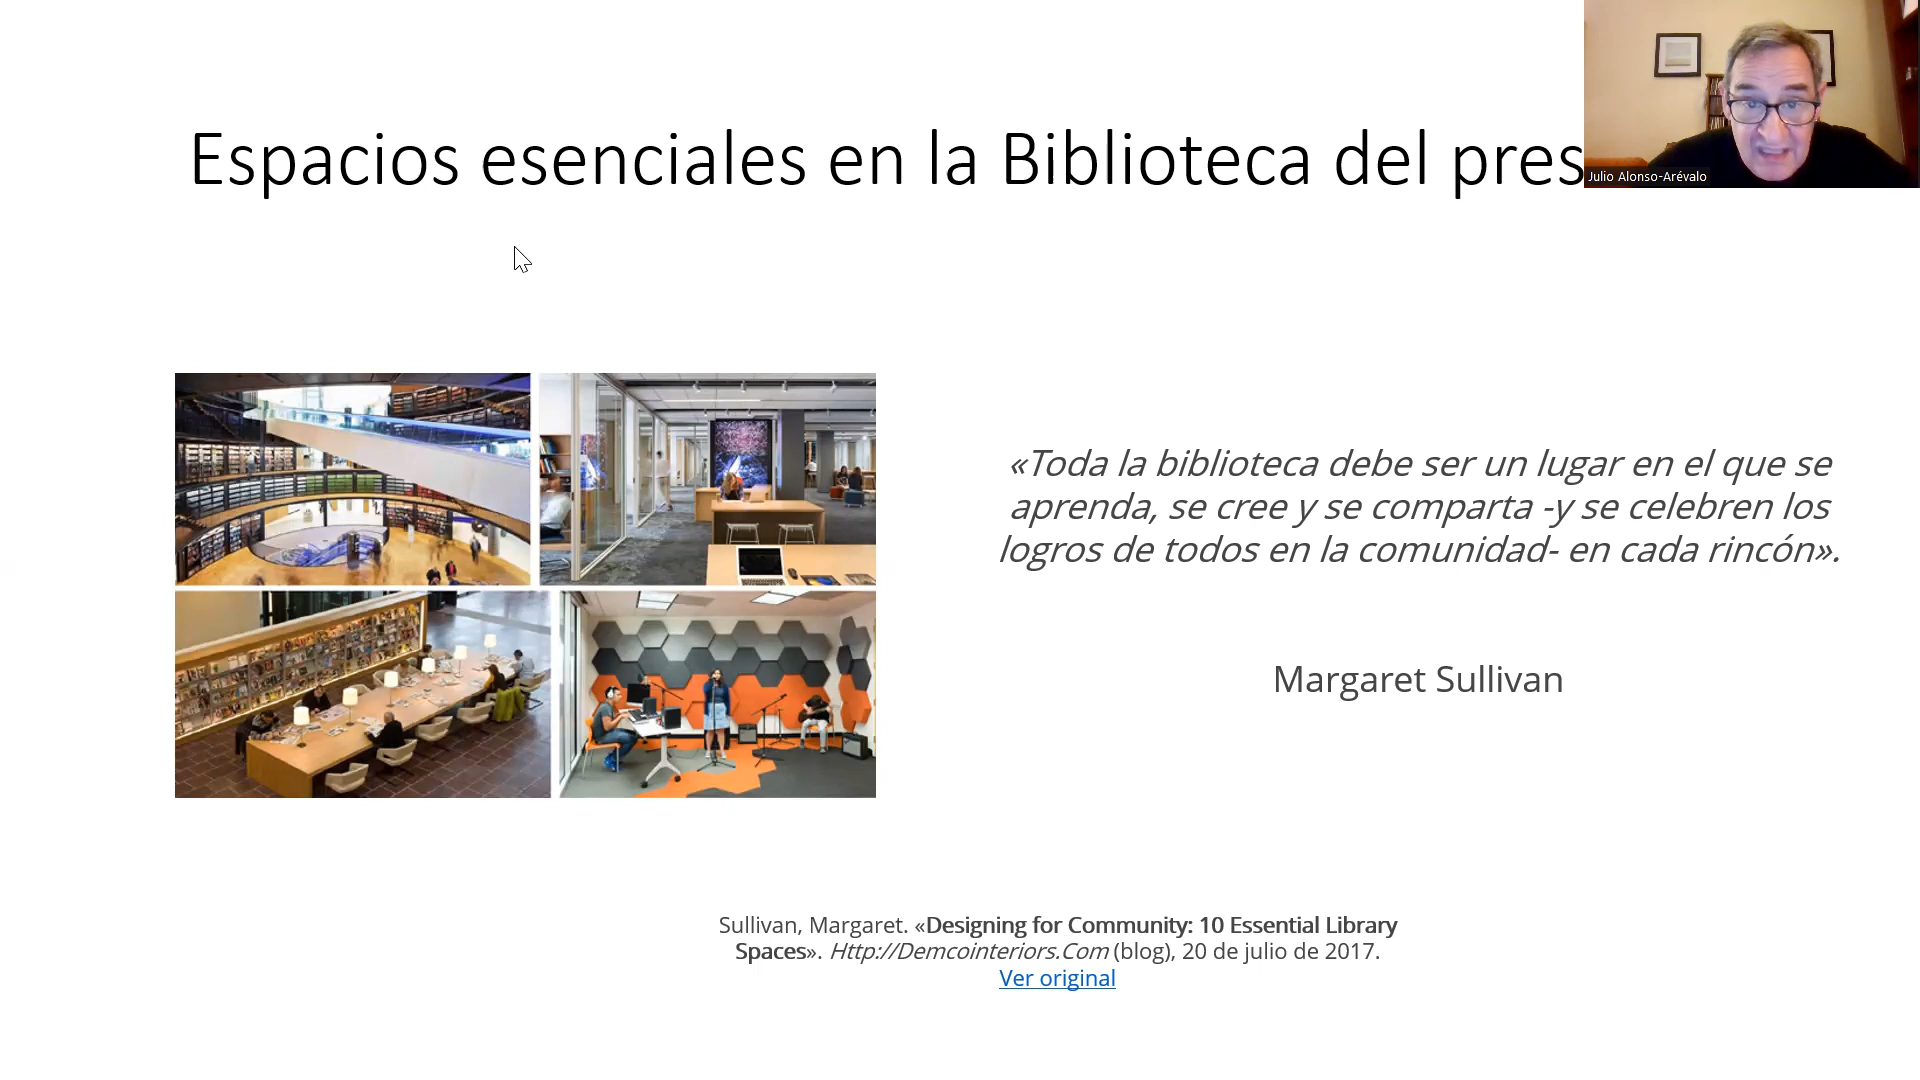 Espacios esenciales en la Biblioteca del pres
Julio Alonso-Arévalo
«Toda la biblioteca debe ser un lugar en el que se
aprenda, se cree y se comparta -y se celebren los
logros de todos en la comunidad- en cada rincón».
Margaret Sullivan
Sullivan, Margaret. «Designing for Community: 10 Essential Library
Spaces». Http://Demcointeriors.Com (blog), 20 de julio de 2017.
Ver original